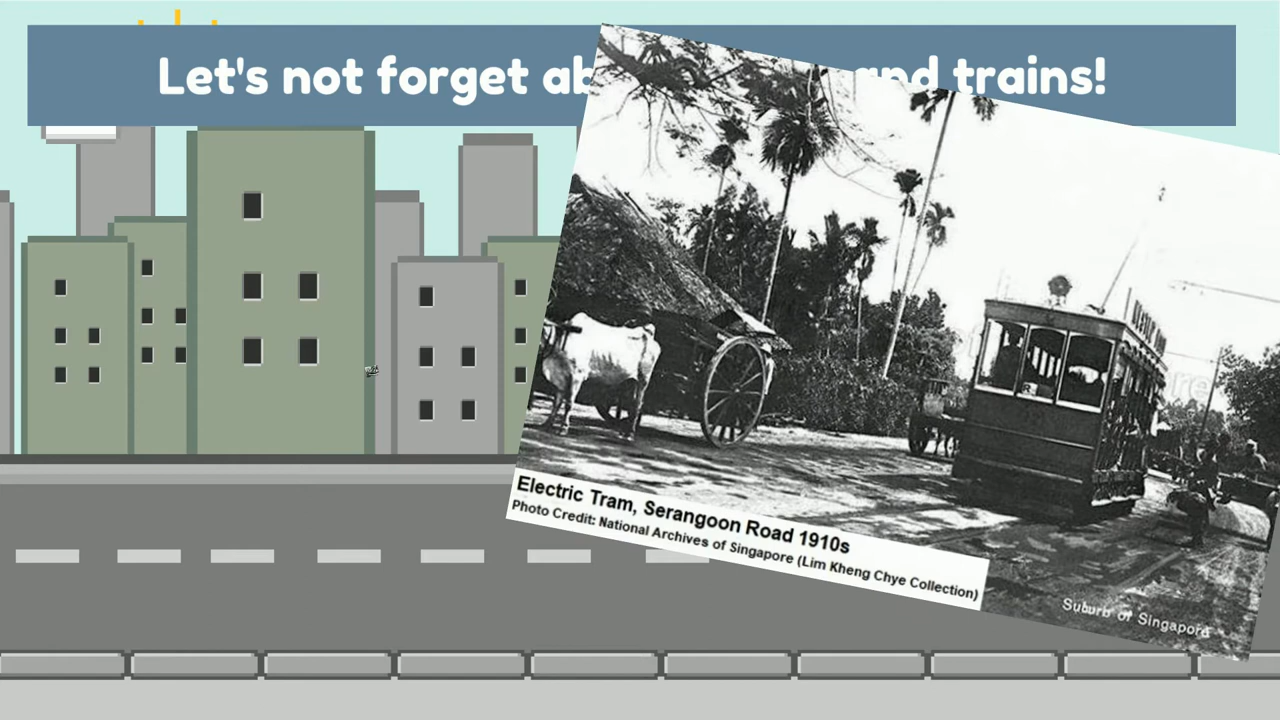 Let's not forget ab and trains!
Electric Tram, Serangoon Road 1910s
Photo Credit: National Archives of Singapore (Lim Kheng Chye Collection)
Suburb of Singapore